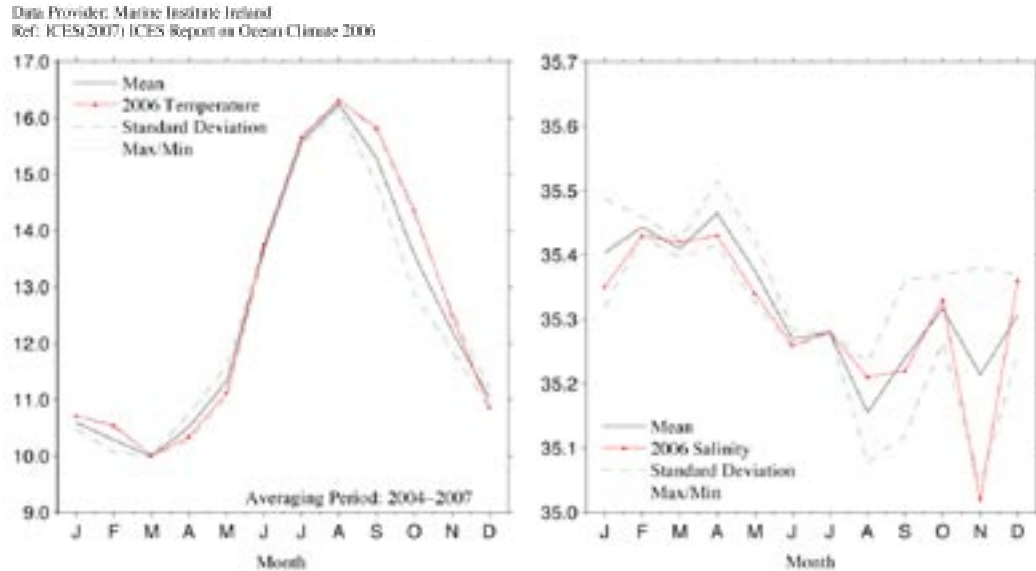 Data Provider: Marine Institute Ireland
Ref: ICES(2007) ICES Report on Ocean Climate 2006
17.0
16.0
15.0
14.0
13.0
12.0
11.0
10.0
9.0
Mean
2006 Temperature
Standard Deviation
Max/Min
Averaging Period: 2004–2007
J F M A M J J A S O N D
Month
35.7
35.6
35.5
35.4
35.3
35.2
35.1
35.0
Mean
2006 Salinity
Standard Deviation
Max/Min
J F M A M J J A S O N D
Month